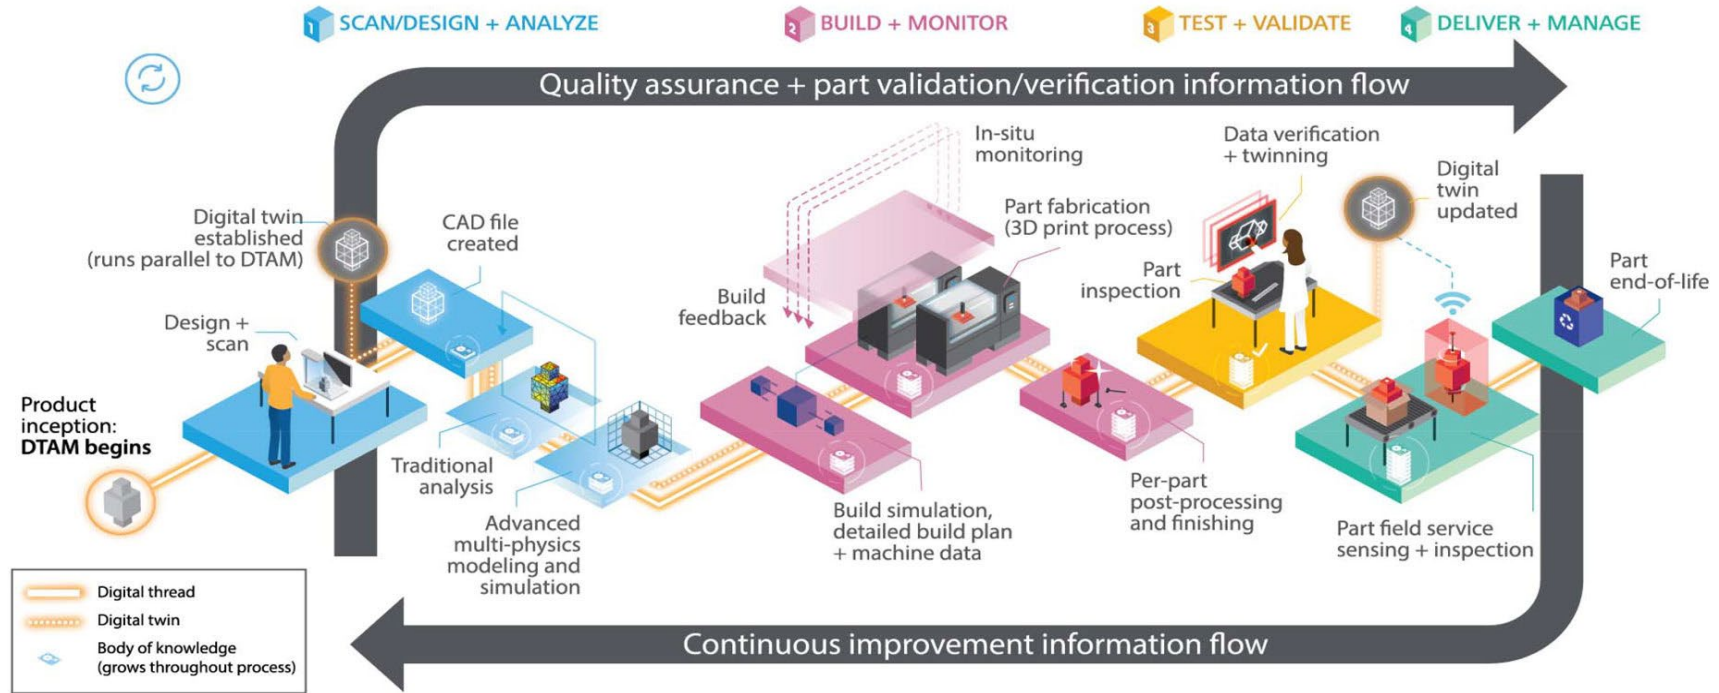 1 SCAN/DESIGN + ANALYZE
2 BUILD + MONITOR
3 TEST + VALIDATE
4 DELIVER + MANAGE
Quality assurance + part validation/verification information flow
Digital twin
established
(runs parallel to DTAM)
CAD file
created
Design +
scan
Product
inception:
DTAM begins
Traditional
analysis
Advanced
multi-physics
modeling and
simulation
In-situ
monitoring
Build
feedback
Part fabrication
(3D print process)
Build simulation,
detailed build plan
+ machine data
Per-part
post-processing
and finishing
Data verification
+ twinning
Part
inspection
Digital
twin
updated
Part
end-of-life
Part field service
sensing + inspection
Digital thread
Digital twin
Body of knowledge
(grows throughout process)
Continuous improvement information flow